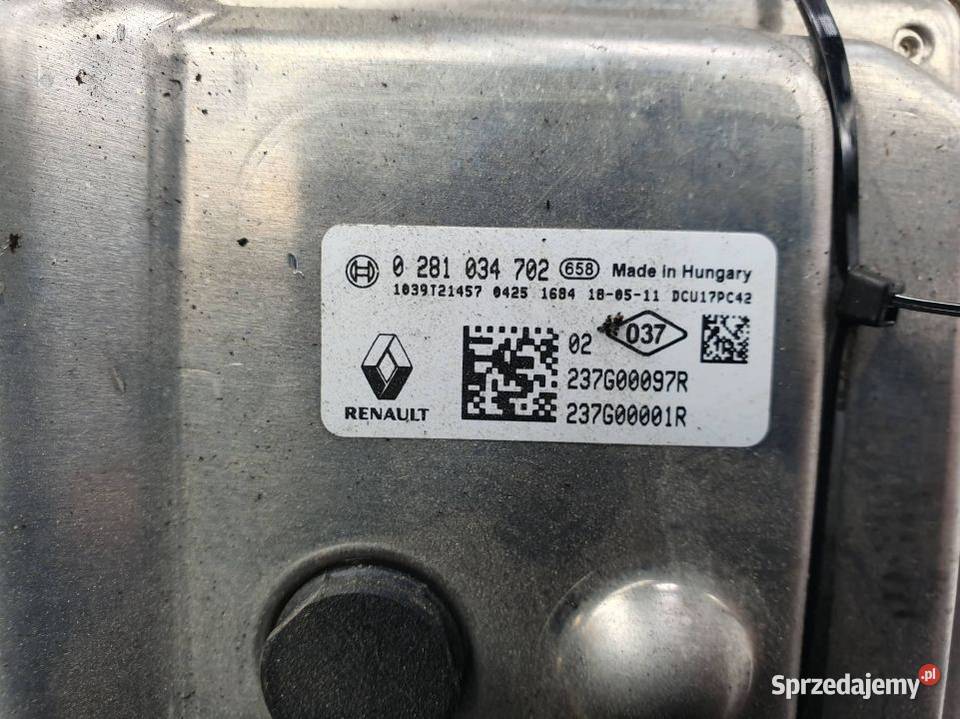 0 281 034 702 658 Made in Hungary
1039T21457 0425 1684 18-05-11 DCU17PC42
02 037
237G00097R
RENAULT 237G00001R
Sprzedajemy.pl